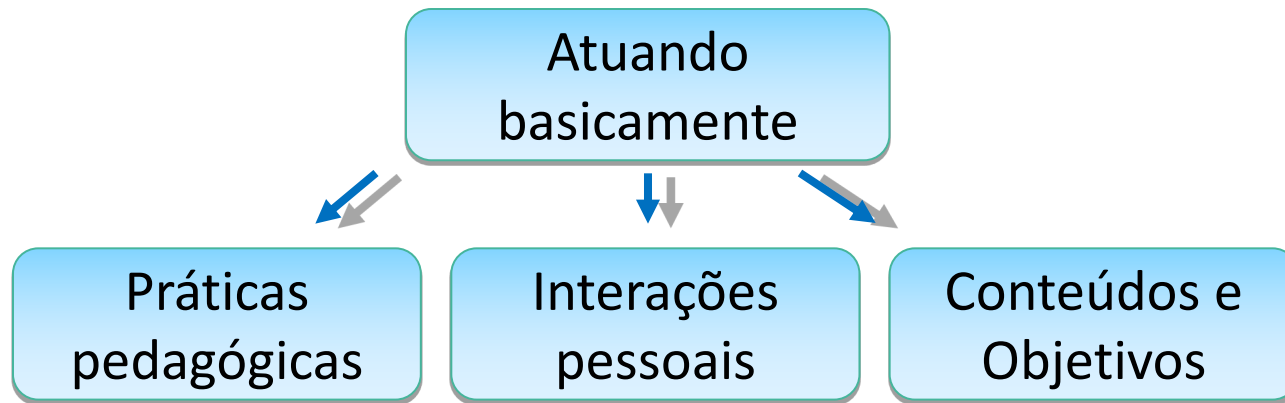 Atuando
basicamente
Práticas
pedagógicas
Interações
pessoais
Conteúdos e
Objetivos